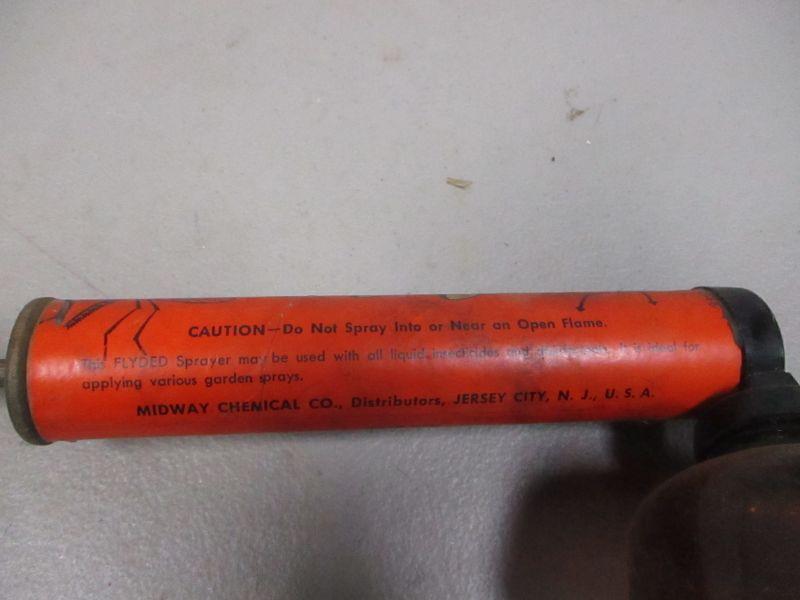 CAUTION—Do Not Spray Into or Near an Open Flame.
This FLYDED Sprayer may be used with all liquid insecticides and It is ideal for
applying various garden sprays.
MIDWAY CHEMICAL CO., Distributors, JERSEY CITY, N. J., U. S. A.